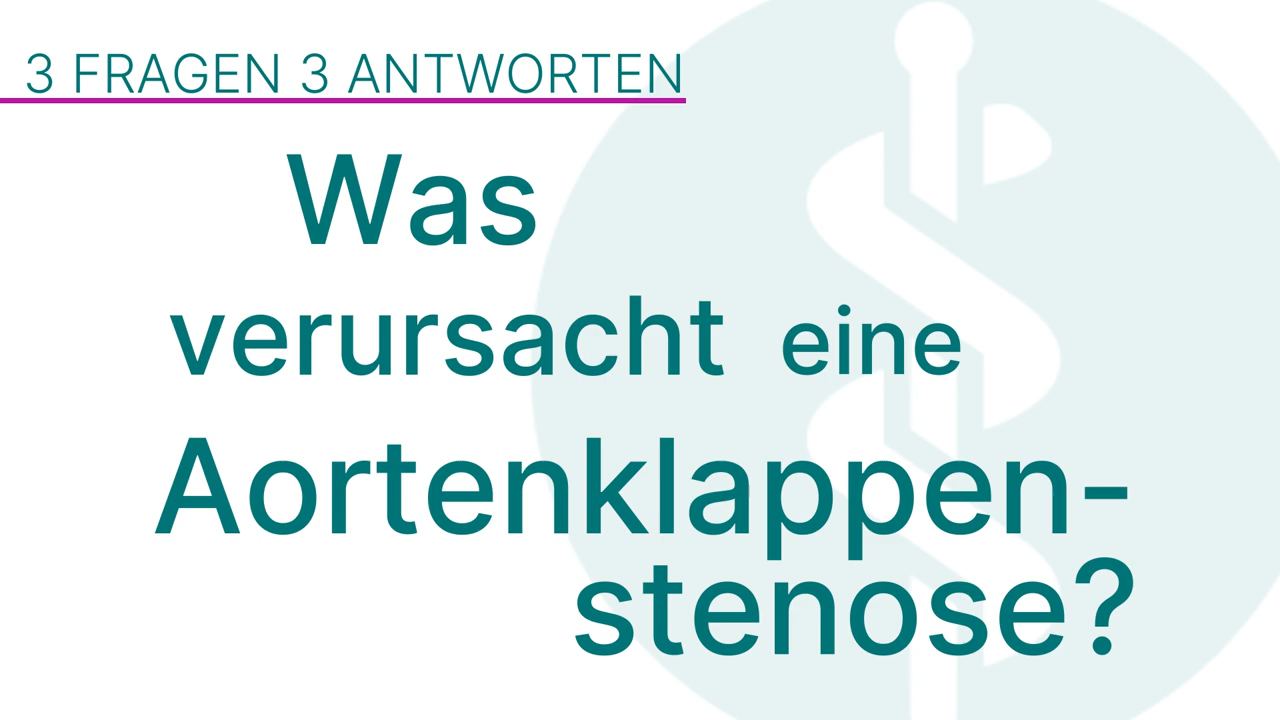 3 FRAGEN 3 ANTWORTEN
Was
verursacht eine
Aortenklappen-
stenose?